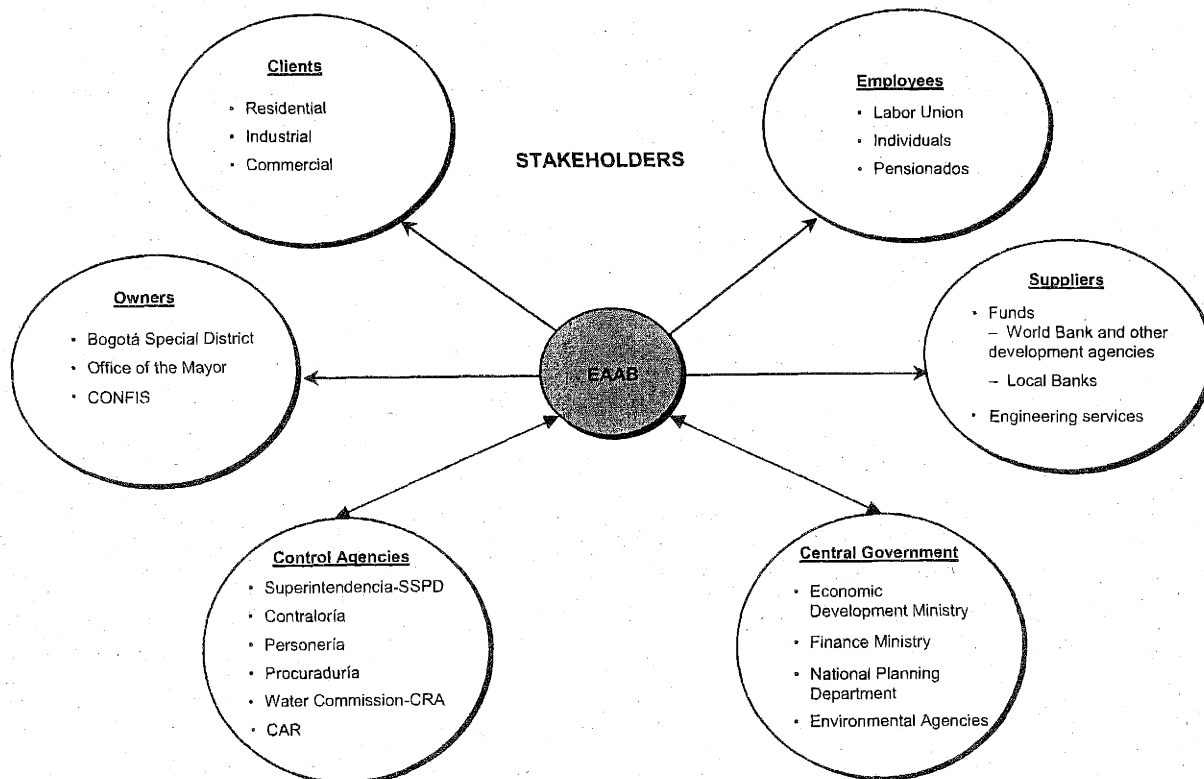 STAKEHOLDERS
Clients
• Residential
• Industrial
• Commercial
Employees
• Labor Union
• Individuals
• Pensionados
Owners
• Bogotá Special District
• Office of the Mayor
• CONFIS
EAAB
Suppliers
• Funds
– World Bank and other
development agencies
– Local Banks
• Engineering services
Control Agencies
• Superintendencia-SSPD
• Contraloría
• Personería
• Procuraduría
• Water Commission-CRA
• CAR
Central Government
• Economic
Development Ministry
• Finance Ministry
• National Planning
Department
• Environmental Agencies